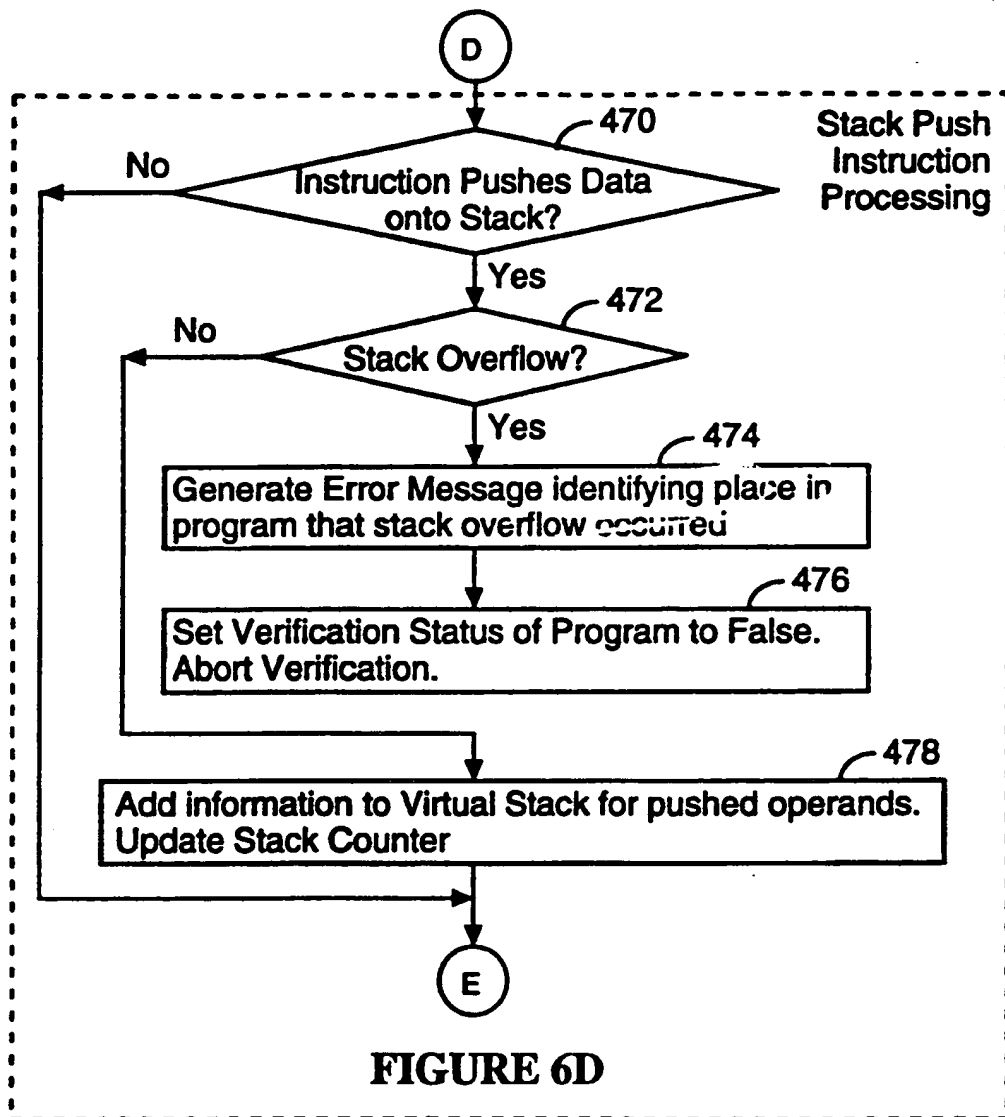 D
470
Stack Push
Instruction
Processing
No
Instruction Pushes Data
onto Stack?
Yes
472
No
Stack Overflow?
Yes
474
Generate Error Message identifying place in
program that stack overflow occurred
476
Set Verification Status of Program to False.
Abort Verification.
478
Add information to Virtual Stack for pushed operands.
Update Stack Counter
E
FIGURE 6D